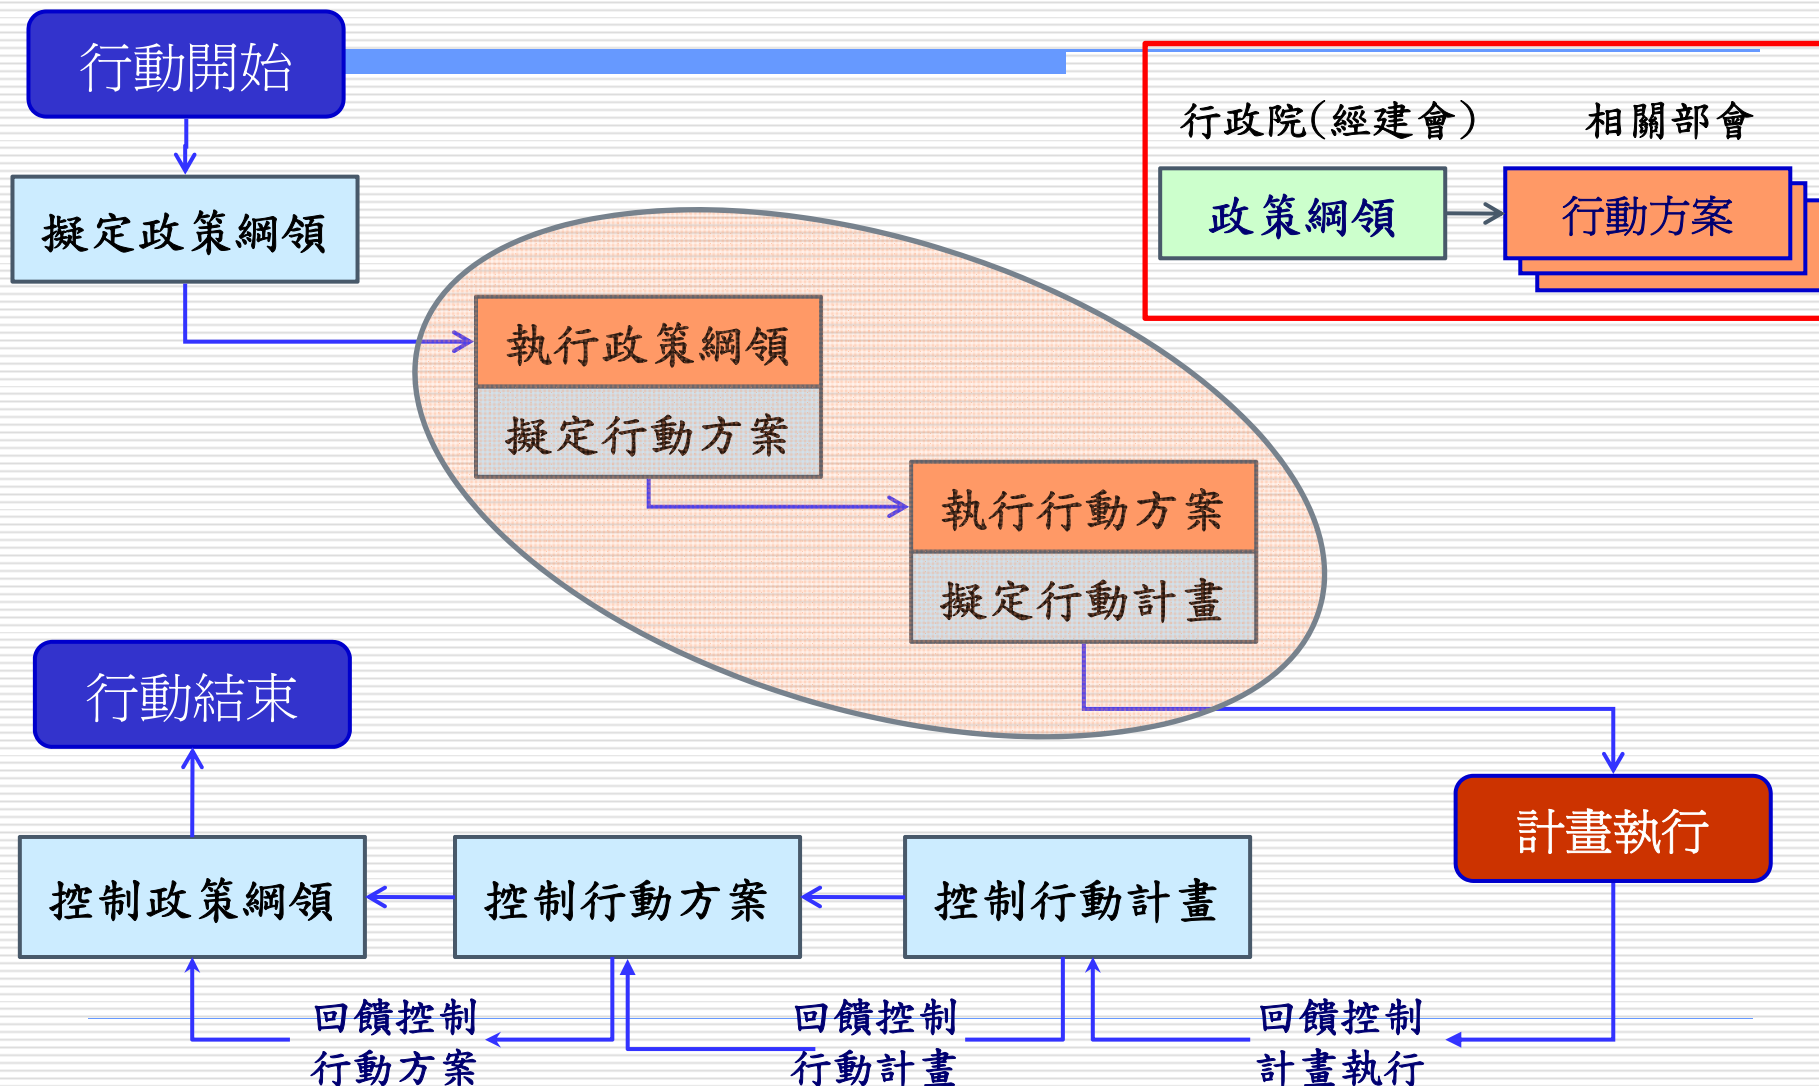 行動開始
行政院(經建會)
相關部會
政策綱領
行動方案
擬定政策綱領
執行政策綱領
擬定行動方案
執行行動方案
擬定行動計畫
行動結束
計畫執行
控制政策綱領
控制行動方案
控制行動計畫
回饋控制
行動方案
回饋控制
行動計畫
回饋控制
計畫執行